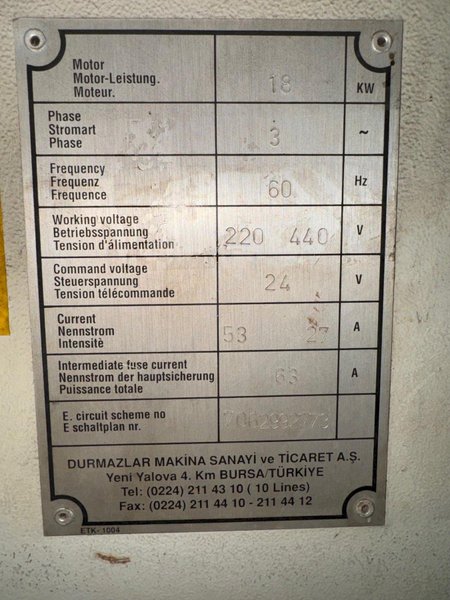 Motor
Motor-Leistung.
Moteur.
18
KW
Phase
Stromart
Phase
3
~
Frequency
Frequenz
Frequence
60
Hz
Working voltage
Betriebsspannung
Tension d'álimentation
220 440
V
Command voltage
Steuerspannung
Tension télécommande
24
V
Current
Nennstrom
Intensitè
53 27
A
Intermediate fuse current
Nennstrom der hauptsicherung
Puissance totale
63
A
E. circuit scheme no
E schaltplan nr.
DURMAZLAR MAKİNA SANAYİ ve TİCARET A.Ş.
Yeni Yalova 4. Km BURSA/TÜRKİYE
Tel: (0224) 211 43 10 ( 10 Lines)
Fax: (0224) 211 44 10 - 211 44 12
ETK- 1004